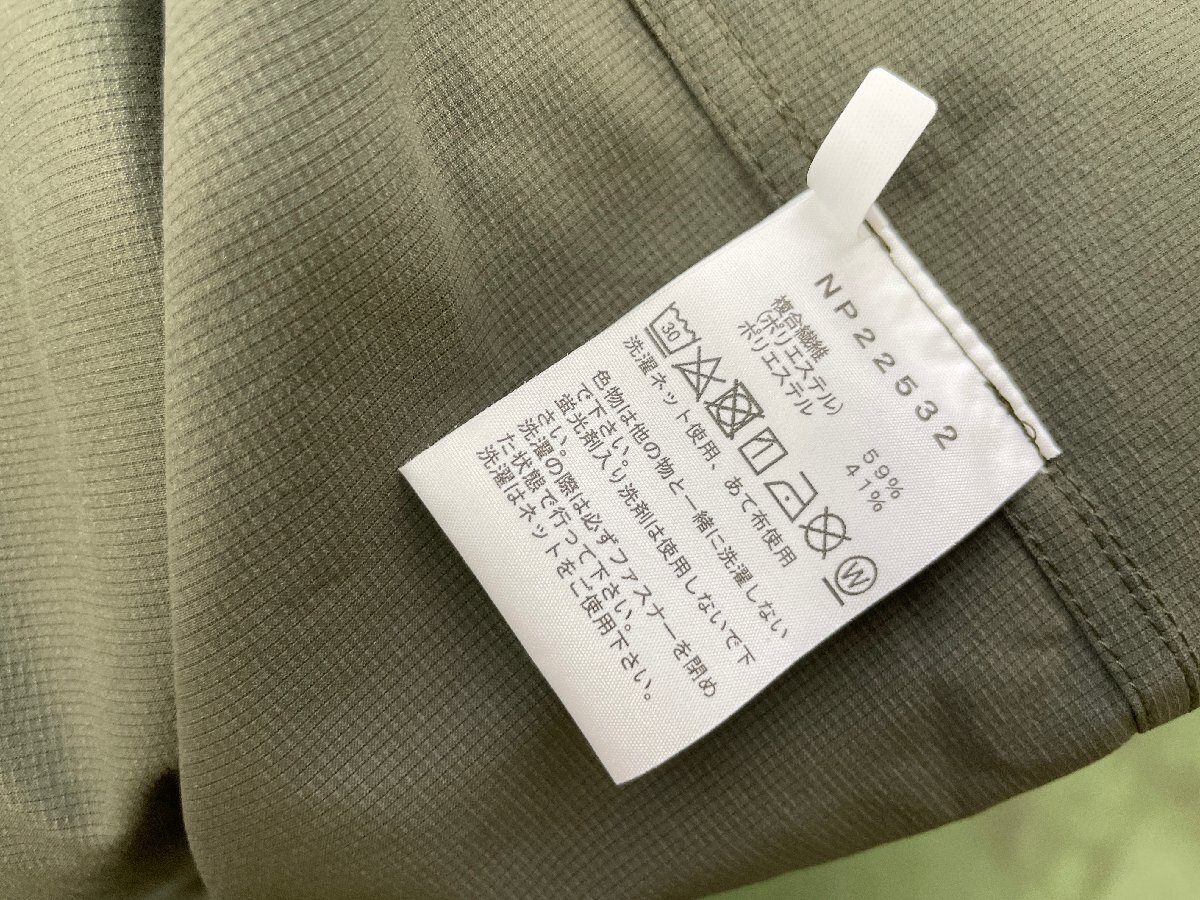 NP22532
複合繊維
(ポリエステル) 59%
ポリエステル 41%
30
W
洗濯ネット使用、あて布使用
色物は他の物と一緒に洗濯しない
で下さい。
蛍光剤入り洗剤は使用しないで下
さい。
洗濯の際は必ずファスナーを閉め
た状態で行って下さい。
洗濯はネットをご使用下さい。